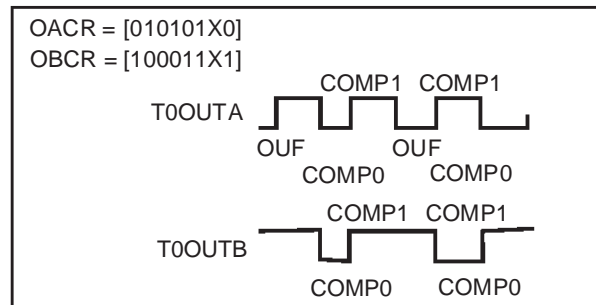 OACR = [010101X0]
OBCR = [100011X1]
COMP1 COMP1
T0OUTA
OUF OUF
COMP0 COMP0
COMP1 COMP1
T0OUTB
COMP0 COMP0